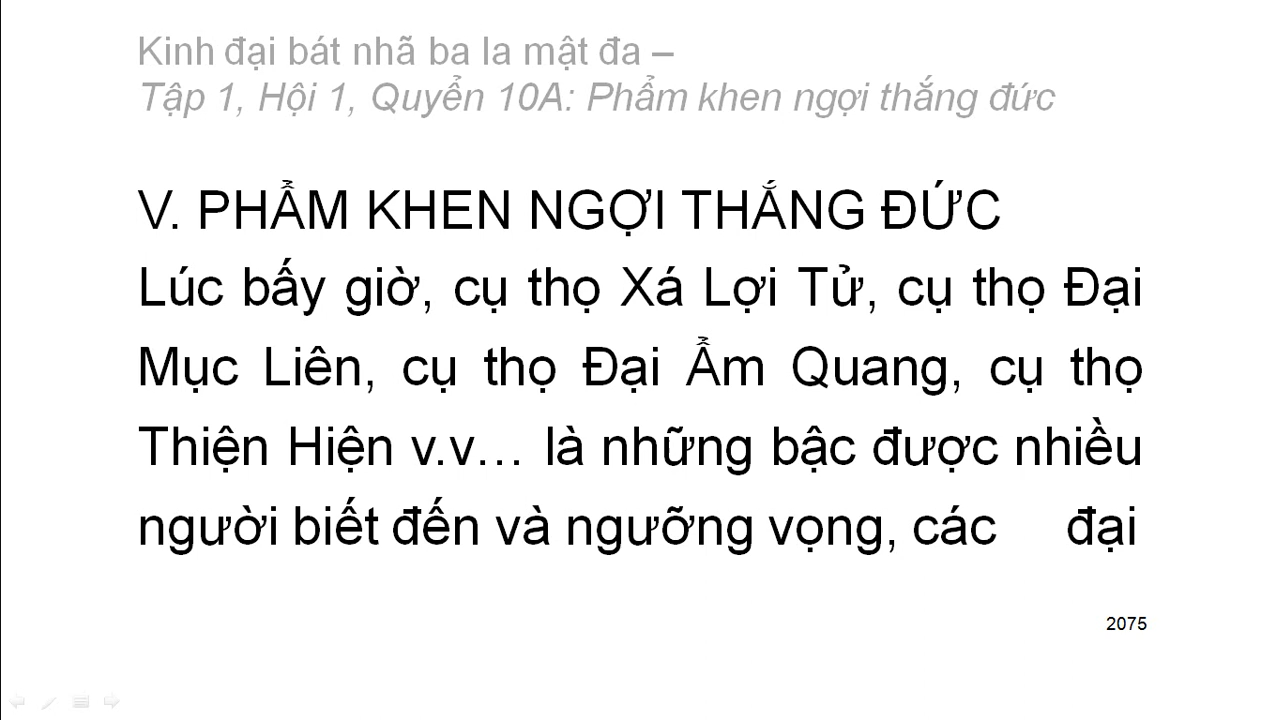 Kinh đại bát nhã ba la mật đa –
Tập 1, Hội 1, Quyển 10A: Phẩm khen ngợi thắng đức
V. PHẨM KHEN NGỢI THẮNG ĐỨC
Lúc bấy giờ, cụ thọ Xá Lợi Tử, cụ thọ Đại
Mục Liên, cụ thọ Đại Ẩm Quang, cụ thọ
Thiện Hiện v.v… là những bậc được nhiều
người biết đến và ngưỡng vọng, các đại
2075